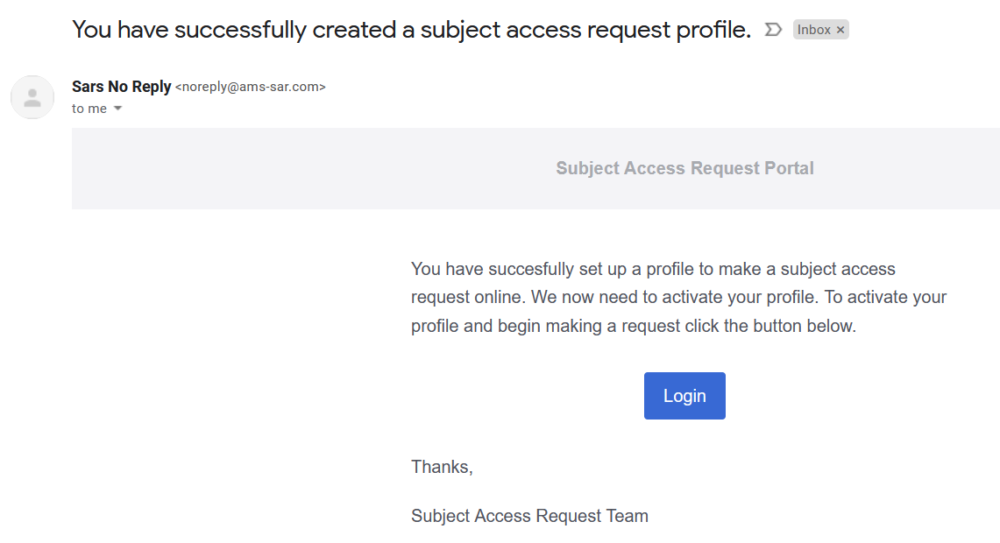 You have successfully created a subject access request profile. Inbox ×
Sars No Reply <noreply@ams-sar.com>
to me
Subject Access Request Portal
You have succesfully set up a profile to make a subject access
request online. We now need to activate your profile. To activate your
profile and begin making a request click the button below.
Login
Thanks,
Subject Access Request Team